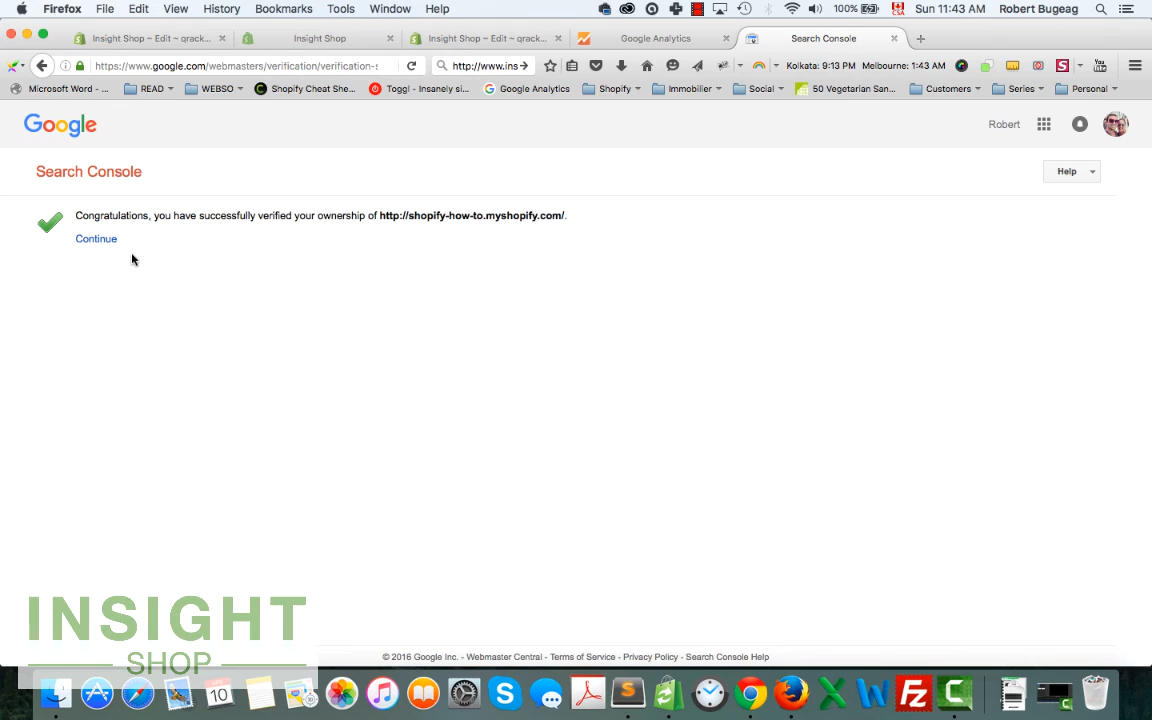 Firefox File Edit View History Bookmarks Tools Window Help 100% Sun 11:43 AM Robert Bugeag
Insight Shop ~ Edit ~ qrack... Insight Shop Insight Shop ~ Edit ~ qrack... Google Analytics Search Console
https://www.google.com/webmasters/verification/verification-s http://www.ins Kolkata: 9:13 PM Melbourne: 1:43 AM
Microsoft Word - ... READ WEBSO Shopify Cheat She... Toggl - Insanely si... Google Analytics Shopify Immobilier Social 50 Vegetarian San... Customers Series Personal
Google Robert
Search Console Help
Congratulations, you have successfully verified your ownership of http://shopify-how-to.myshopify.com/.
Continue
INSIGHT
SHOP
© 2016 Google Inc. - Webmaster Central - Terms of Service - Privacy Policy - Search Console Help
10